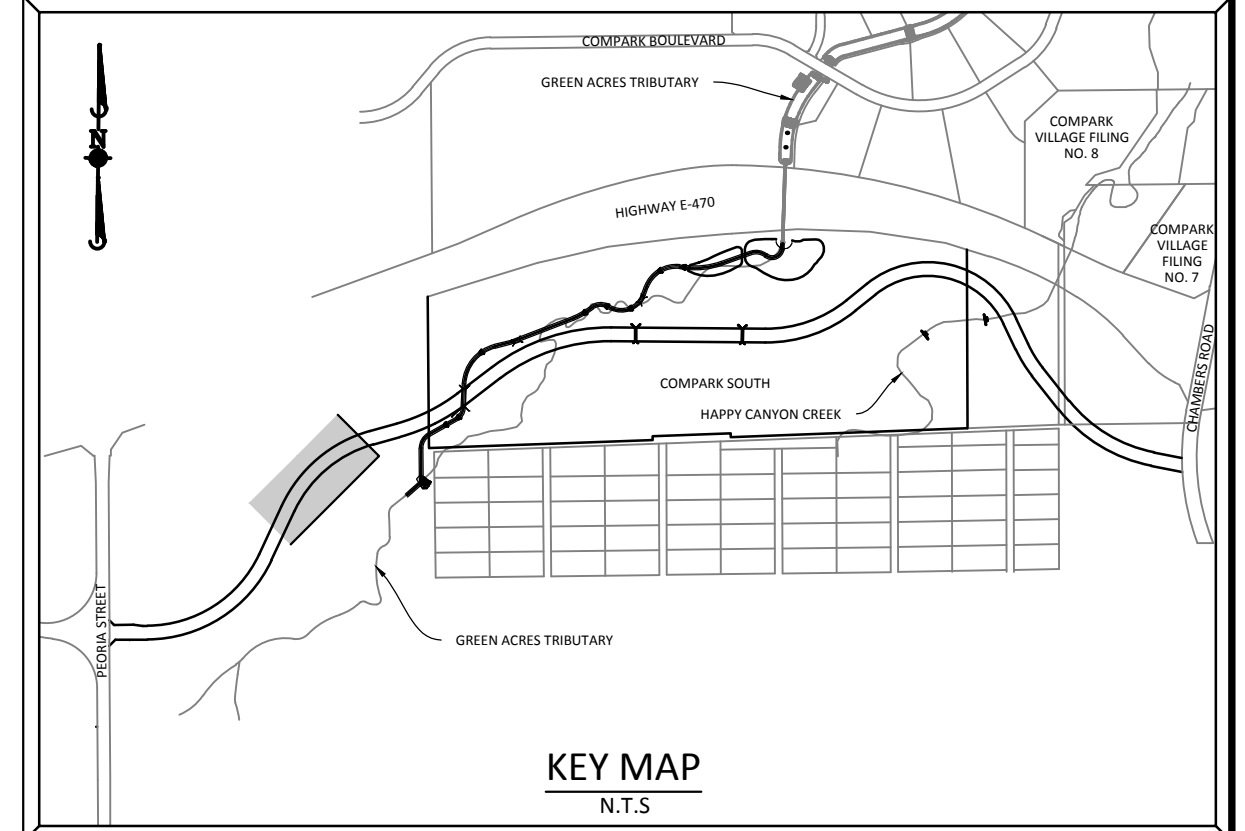 COMPARK BOULEVARD
GREEN ACRES TRIBUTARY
N
COMPARK
VILLAGE FILING
NO. 8
HIGHWAY E-470
COMPARK
VILLAGE
FILING
NO. 7
CHAMBERS ROAD
COMPARK SOUTH
HAPPY CANYON CREEK
PEORIA STREET
GREEN ACRES TRIBUTARY
KEY MAP
N.T.S